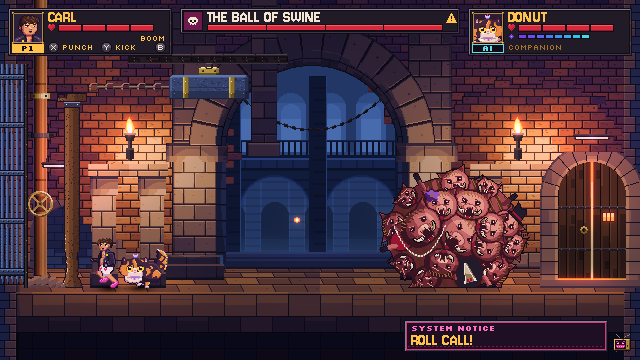 CARL
P1
X PUNCH Y KICK B
BOOM
THE BALL OF SWINE
DONUT
AI
COMPANION
SYSTEM NOTICE
ROLL CALL!